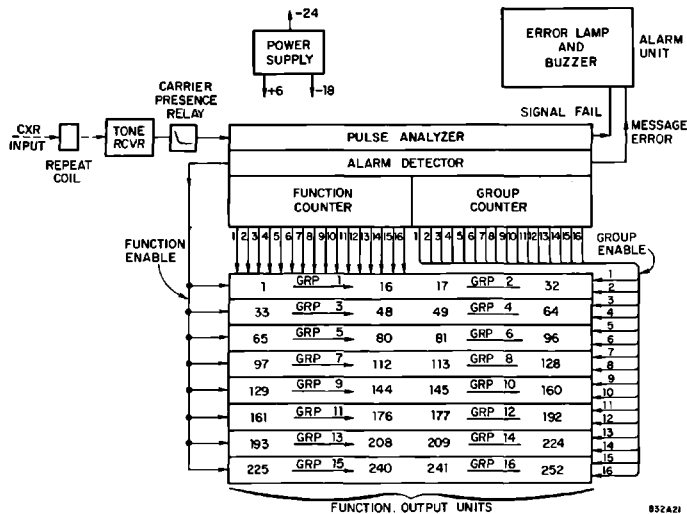 -24
POWER
SUPPLY
+6
-18
ERROR LAMP
AND
BUZZER
ALARM
UNIT
SIGNAL FAIL
MESSAGE
ERROR
CARRIER
PRESENCE
RELAY
CXR
INPUT
REPEAT
COIL
TONE
RCVR
PULSE ANALYZER
ALARM DETECTOR
FUNCTION
COUNTER
GROUP
COUNTER
FUNCTION
ENABLE
GROUP
ENABLE
1 2 3 4 5 6 7 8 9 10 11 12 13 14 15 16
1 2 3 4 5 6 7 8 9 10 11 12 13 14 15 16
1 GRP 1 16 17 GRP 2 32
33 GRP 3 48 49 GRP 4 64
65 GRP 5 80 81 GRP 6 96
97 GRP 7 112 113 GRP 8 128
129 GRP 9 144 145 GRP 10 160
161 GRP 11 176 177 GRP 12 192
193 GRP 13 208 209 GRP 14 224
225 GRP 15 240 241 GRP 16 252
1
2
3
4
5
6
7
8
9
10
11
12
13
14
15
16
FUNCTION, OUTPUT UNITS
832A21